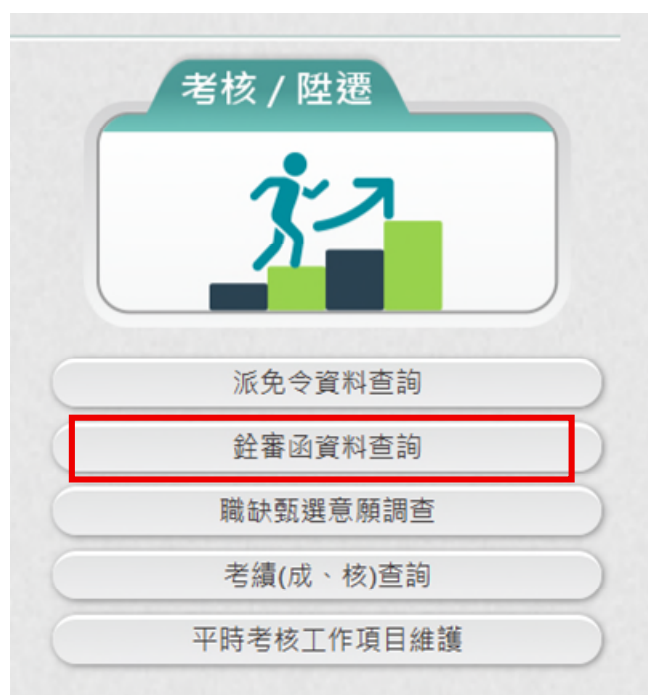 考核 / 陞遷
派免令資料查詢
銓審函資料查詢
職缺甄選意願調查
考績(成、核)查詢
平時考核工作項目維護